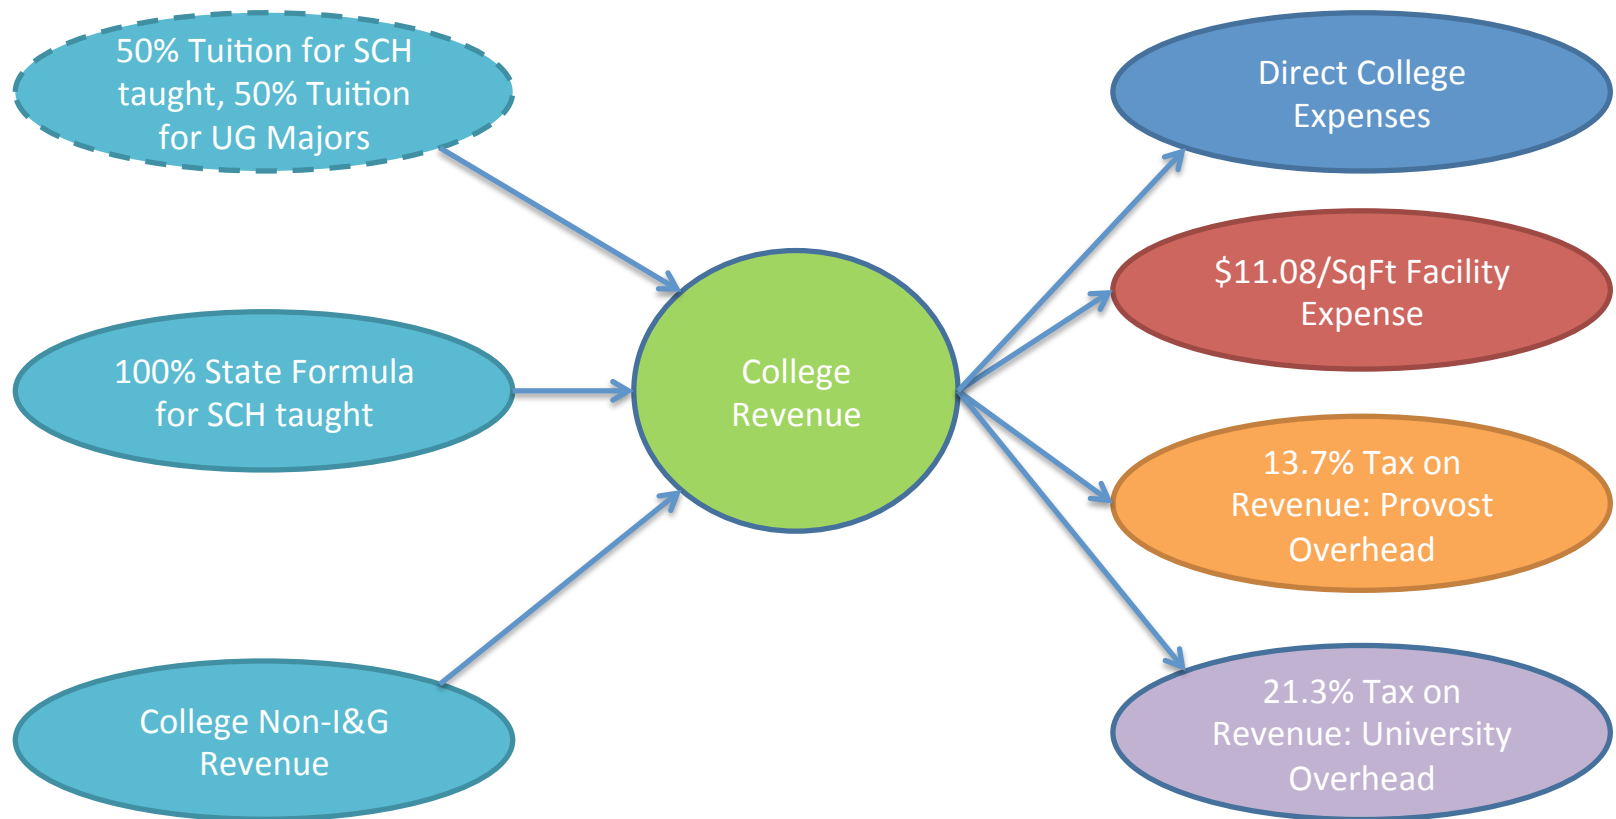 50% Tuition for SCH
taught, 50% Tuition
for UG Majors
100% State Formula
for SCH taught
College Non-I&G
Revenue
College
Revenue
Direct College
Expenses
$11.08/SqFt Facility
Expense
13.7% Tax on
Revenue: Provost
Overhead
21.3% Tax on
Revenue: University
Overhead